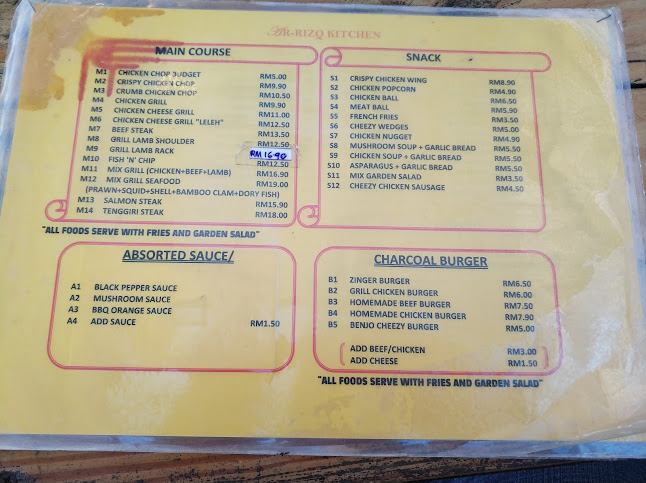 AR-RIZQ KITCHEN
MAIN COURSE
M1 CHICKEN CHOP BUDGET RM5.00
M2 CRISPY CHICKEN CHOP RM9.90
M3 CRUMB CHICKEN CHOP RM10.50
M4 CHICKEN GRILL RM9.90
M5 CHICKEN CHEESE GRILL RM11.00
M6 CHICKEN CHEESE GRILL "LELEH" RM12.50
M7 BEEF STEAK RM13.50
M8 GRILL LAMB SHOULDER RM12.50
M9 GRILL LAMB RACK RM 16.90
M10 FISH 'N' CHIP RM12.50
M11 MIX GRILL (CHICKEN+BEEF+LAMB) RM16.90
M12 MIX GRILL SEAFOOD RM19.00
(PRAWN+SQUID+SHELL+BAMBOO CLAM+DORY FISH)
M13 SALMON STEAK RM15.90
M14 TENGGIRI STEAK RM18.00
"ALL FOODS SERVE WITH FRIES AND GARDEN SALAD"
SNACK
S1 CRISPY CHICKEN WING RM8.90
S2 CHICKEN POPCORN RM4.90
S3 CHICKEN BALL RM6.50
S4 MEAT BALL RM5.90
S5 FRENCH FRIES RM3.50
S6 CHEEZY WEDGES RM5.00
S7 CHICKEN NUGGET RM4.90
S8 MUSHROOM SOUP + GARLIC BREAD RM5.50
S9 CHICKEN SOUP + GARLIC BREAD RM5.50
S10 ASPARAGUS + GARLIC BREAD RM5.50
S11 MIX GARDEN SALAD RM3.50
S12 CHEEZY CHICKEN SAUSAGE RM4.50
ABSORTED SAUCE/
A1 BLACK PEPPER SAUCE
A2 MUSHROOM SAUCE
A3 BBQ ORANGE SAUCE
A4 ADD SAUCE RM1.50
CHARCOAL BURGER
B1 ZINGER BURGER RM6.50
B2 GRILL CHICKEN BURGER RM6.00
B3 HOMEMADE BEEF BURGER RM7.50
B4 HOMEMADE CHICKEN BURGER RM7.90
B5 BENJO CHEEZY BURGER RM5.00
ADD BEEF/CHICKEN RM3.00
ADD CHEESE RM1.50
"ALL FOODS SERVE WITH FRIES AND GARDEN SALAD"